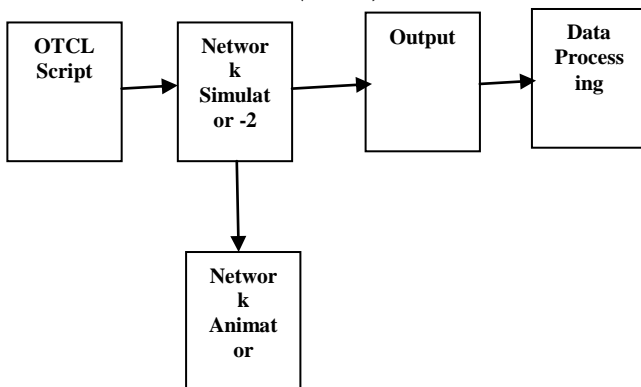 OTCL
Script
Networ
k
Simulat
or -2
Output
Data
Process
ing
Networ
k
Animat
or